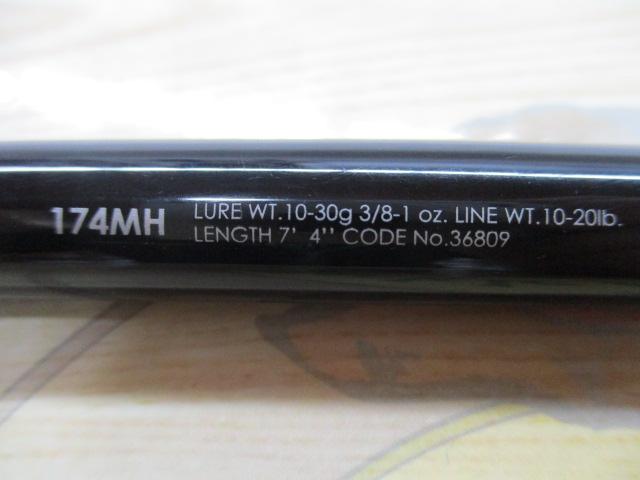 174MH
LURE WT.10-30g 3/8-1 oz. LINE WT.10-20lb.
LENGTH 7' 4'' CODE No.36809